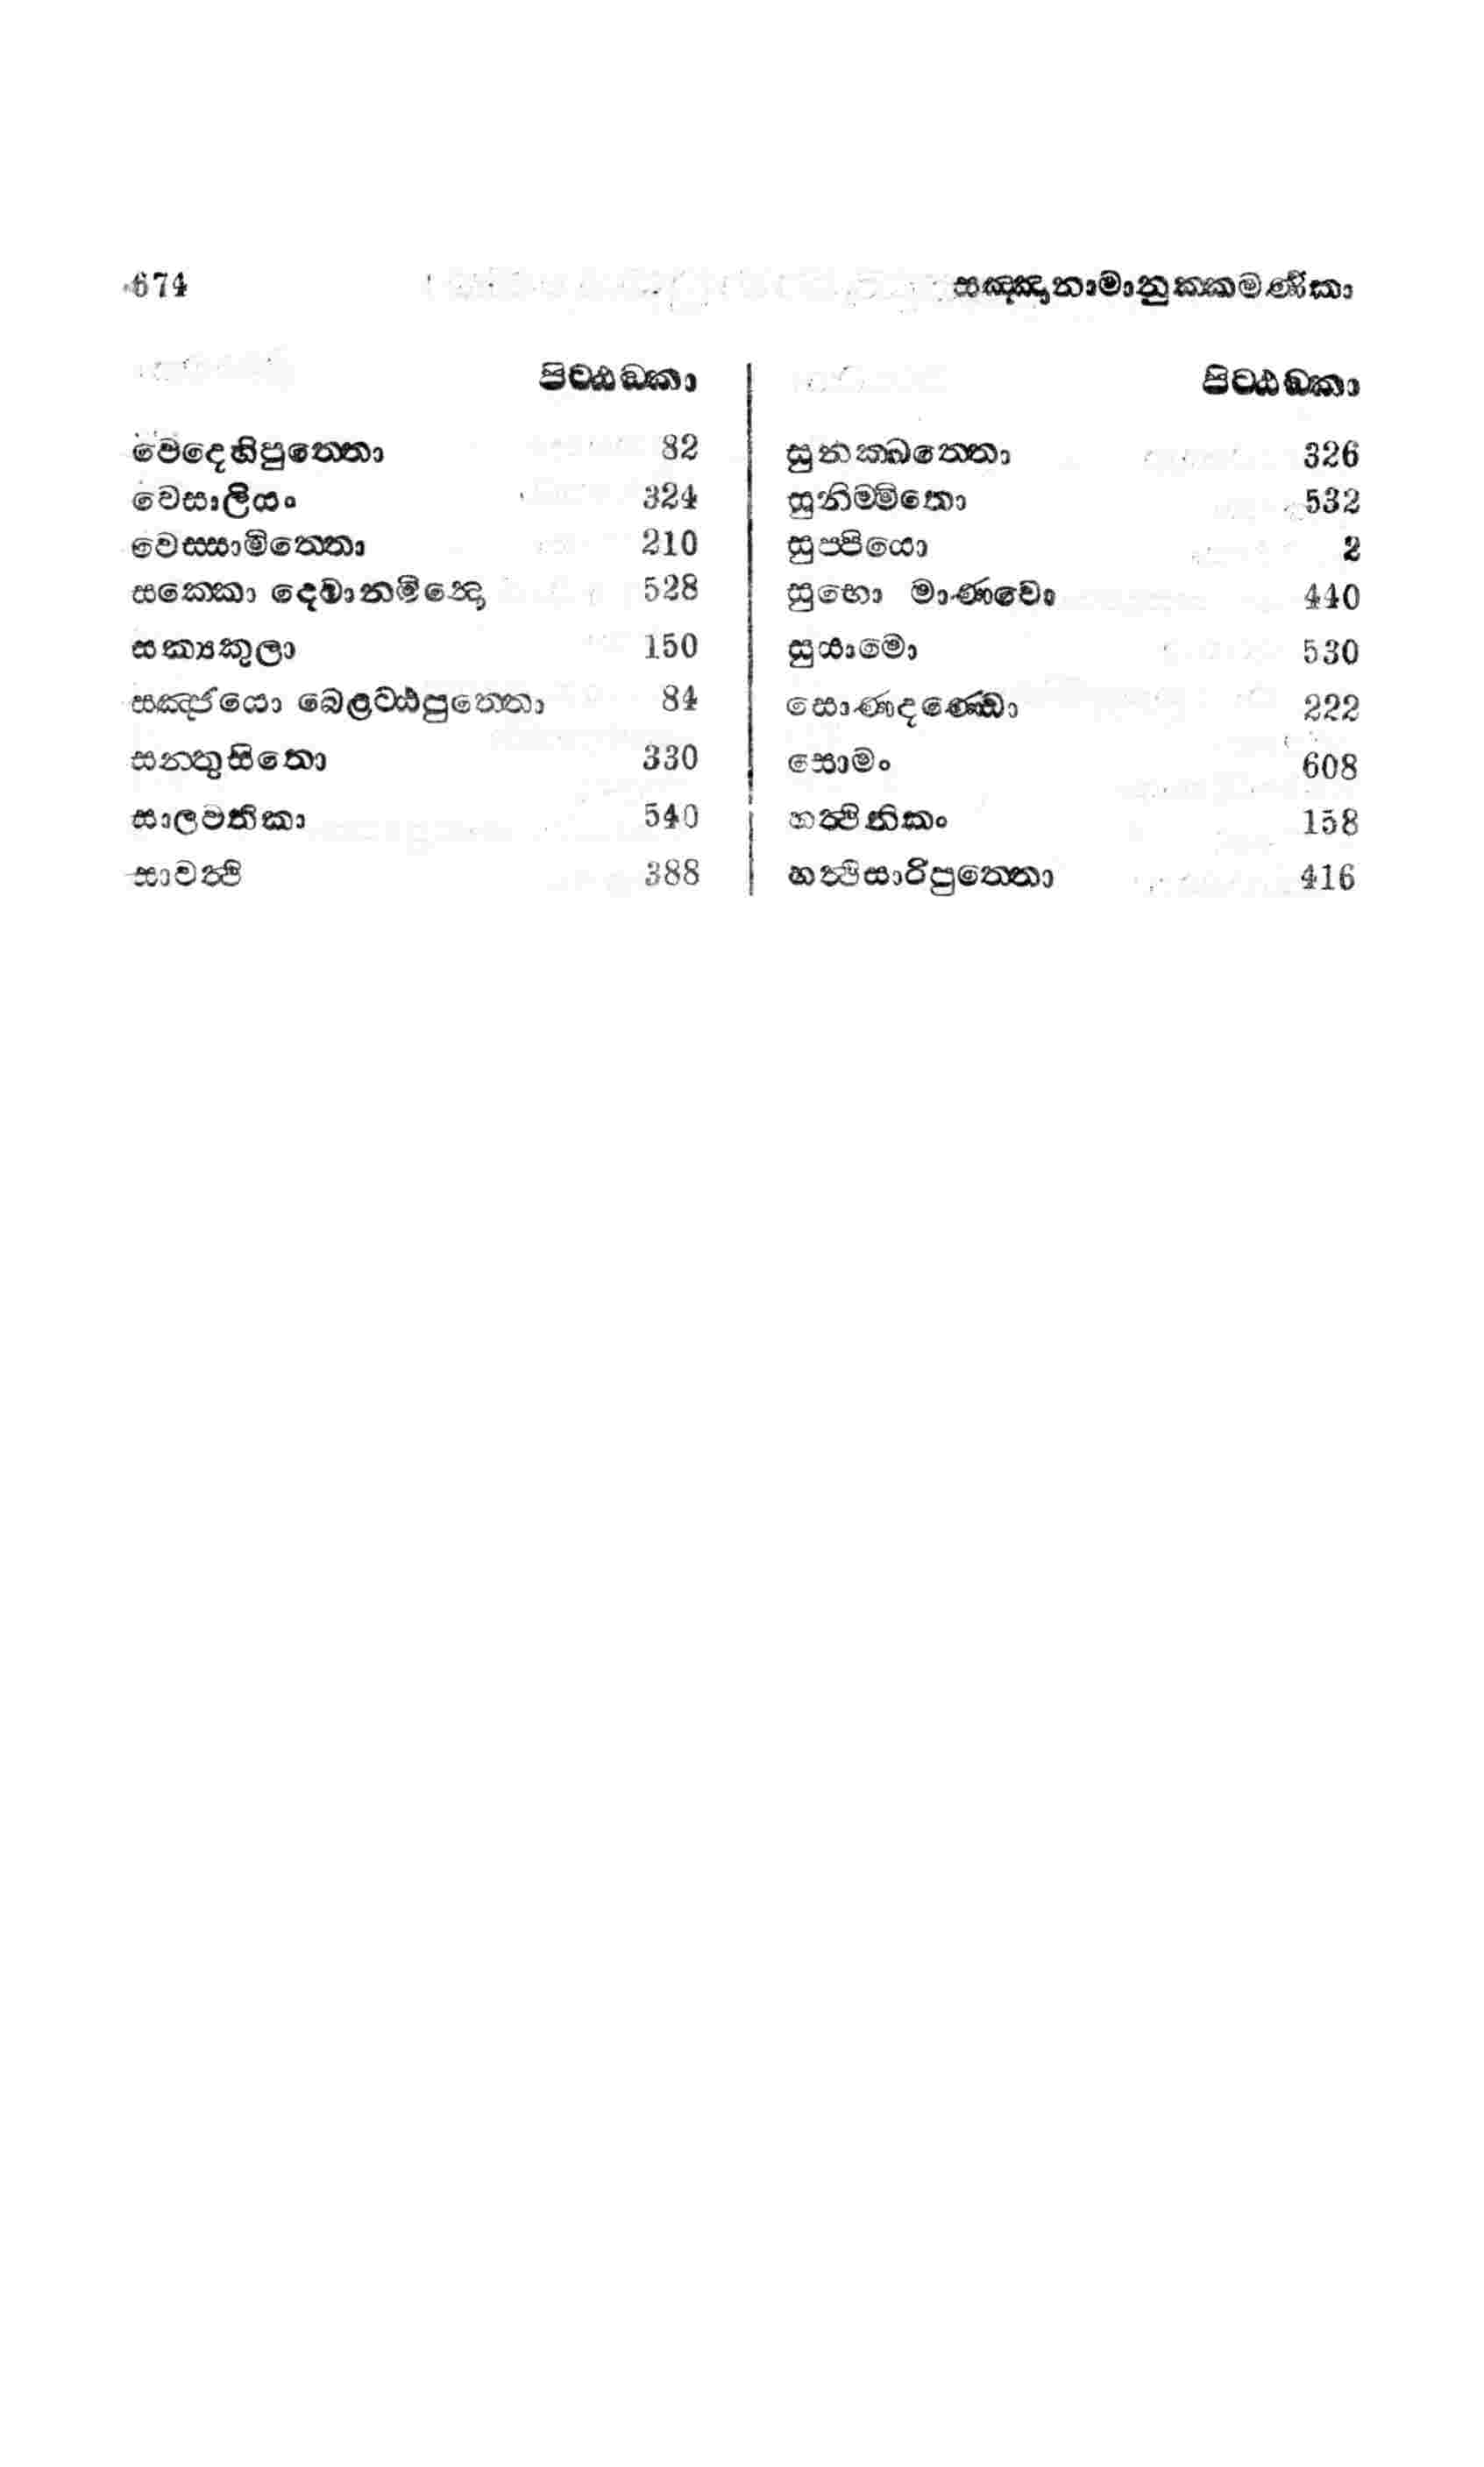 674 සඤ්ඤානාමානුක්කමණිකා
පිට්ඨඞ්කා
වෙදෙහිපුත්තො 82
වෙසාලියං 324
වෙස්සාමිත්තො 210
සක්කො දෙවානමින්දො 528
සක්‍යකුලා 150
සඤ්ජයො බෙළට්ඨපුත්තො 84
සන්තුසිතො 330
සාලවතිකා 540
සාවත්ථි 388
පිට්ඨඞ්කා
සුනක්ඛත්තො 326
සුනිම්මිතො 532
සුප්පියො 2
සුභො මාණවො 440
සුයාමො 530
සොණදණ්ඩො 222
සොමං 608
හත්ථිනිකං 158
හත්ථිසාරිපුත්තො 416